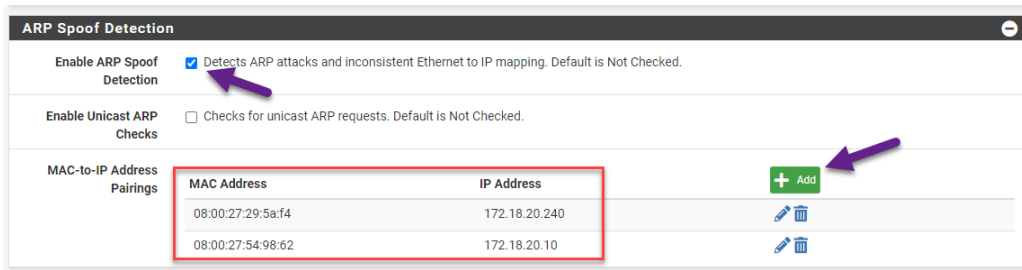 ARP Spoof Detection
Enable ARP Spoof Detects ARP attacks and inconsistent Ethernet to IP mapping. Default is Not Checked.
Detection
Enable Unicast ARP Checks for unicast ARP requests. Default is Not Checked.
Checks
MAC-to-IP Address
Pairings
MAC Address IP Address Add
08:00:27:29:5a:f4 172.18.20.240
08:00:27:54:98:62 172.18.20.10